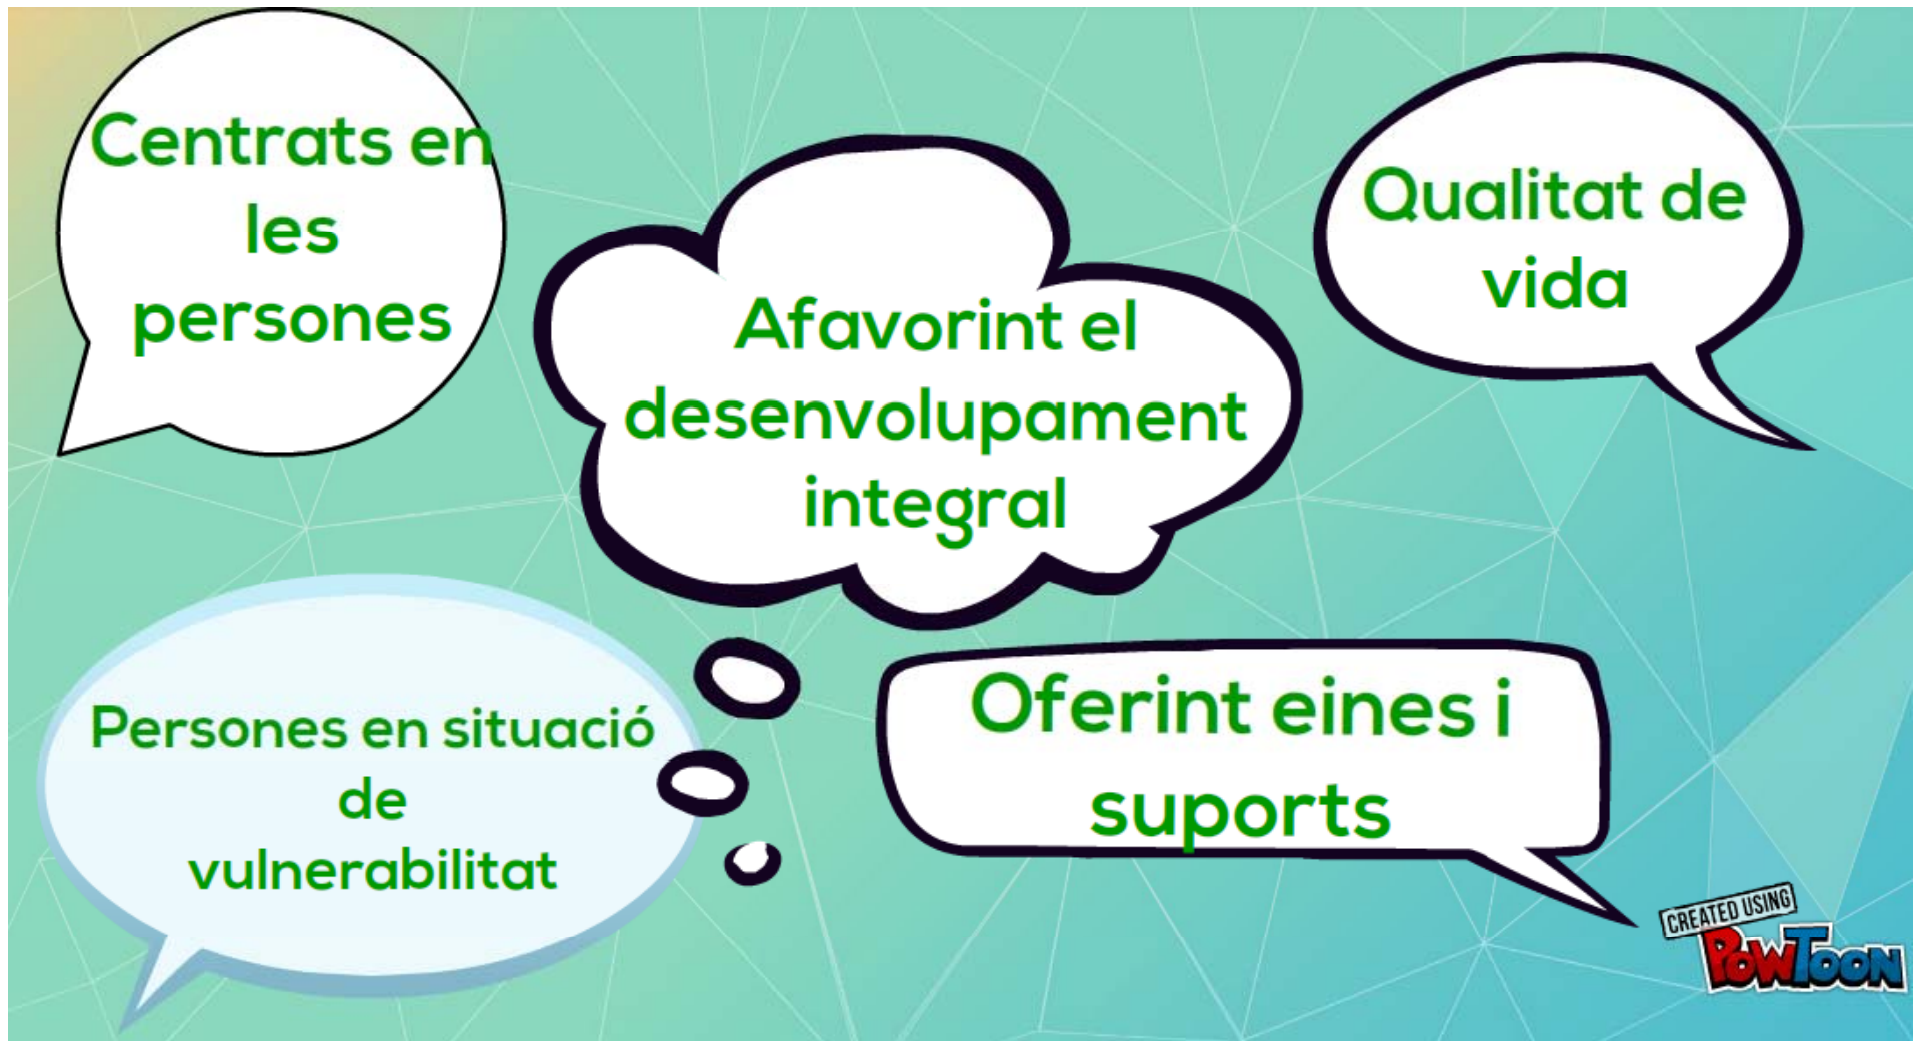 Centrats en
les
persones
Afavorint el
desenvolupament
integral
Qualitat de
vida
Persones en situació
de
vulnerabilitat
Oferint eines i
suports
CREATED USING
POWTOON